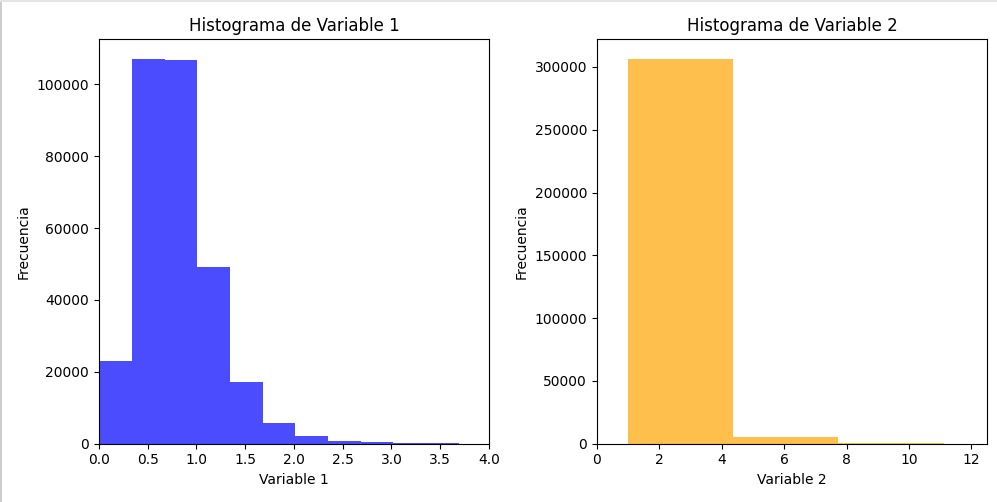 Histograma de Variable 1
100000
80000
60000
40000
20000
0
Frecuencia
0.0 0.5 1.0 1.5 2.0 2.5 3.0 3.5 4.0
Variable 1
Histograma de Variable 2
300000
250000
200000
150000
100000
50000
0
Frecuencia
0 2 4 6 8 10 12
Variable 2